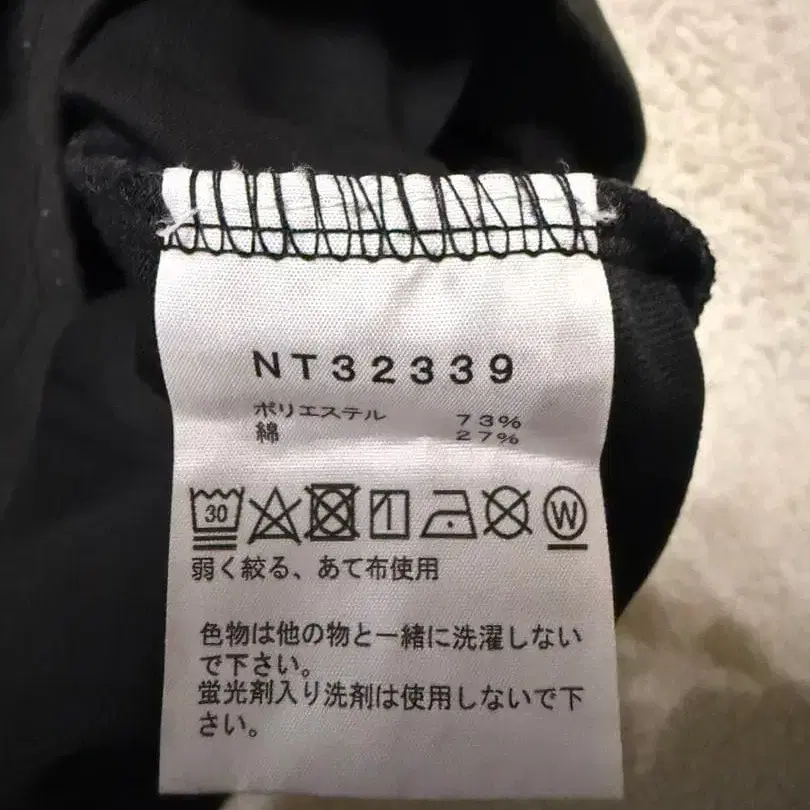 NT32339
ポリエステル 73%
綿 27%
30 W
弱く絞る、あて布使用
色物は他の物と一緒に洗濯しない
で下さい。
蛍光剤入り洗剤は使用しないで下
さい。